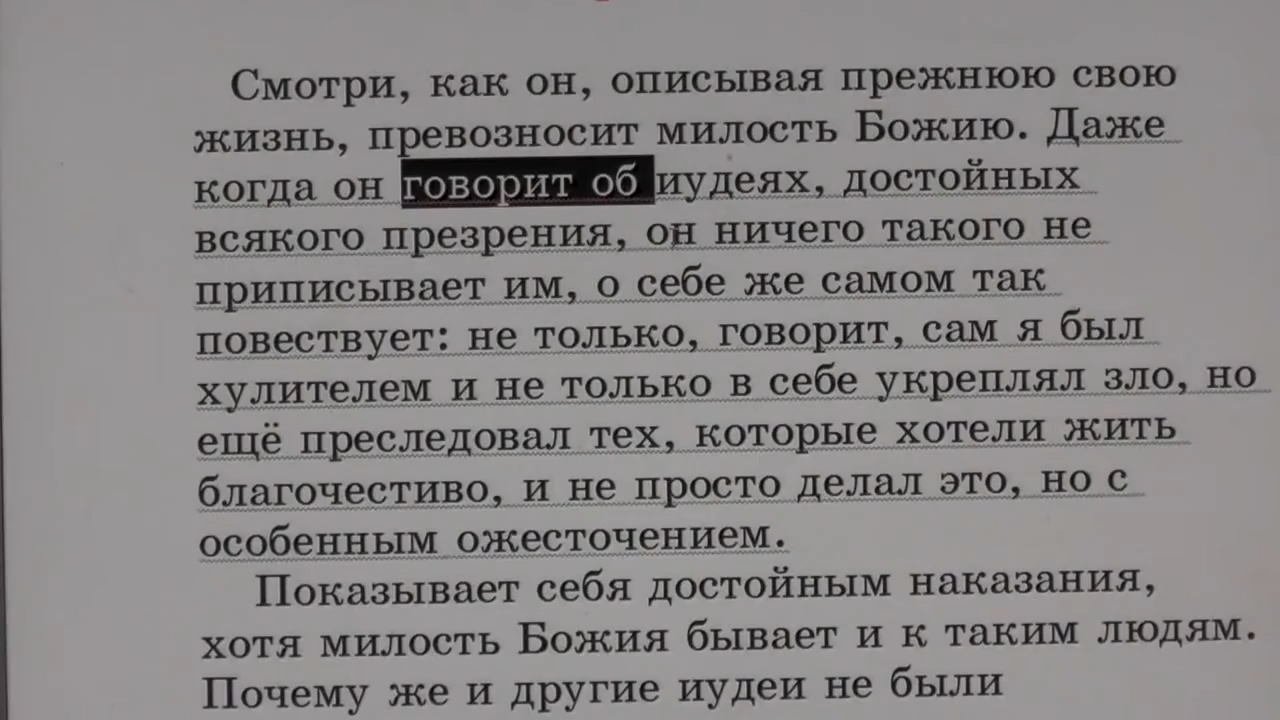 Смотри, как он, описывая прежнюю свою
жизнь, превозносит милость Божию. Даже
когда он говорит об иудеях, достойных
всякого презрения, он ничего такого не
приписывает им, о себе же самом так
повествует: не только, говорит, сам я был
хулителем и не только в себе укреплял зло, но
ещё преследовал тех, которые хотели жить
благочестиво, и не просто делал это, но с
особенным ожесточением.
Показывает себя достойным наказания,
хотя милость Божия бывает и к таким людям.
Почему же и другие иудеи не были